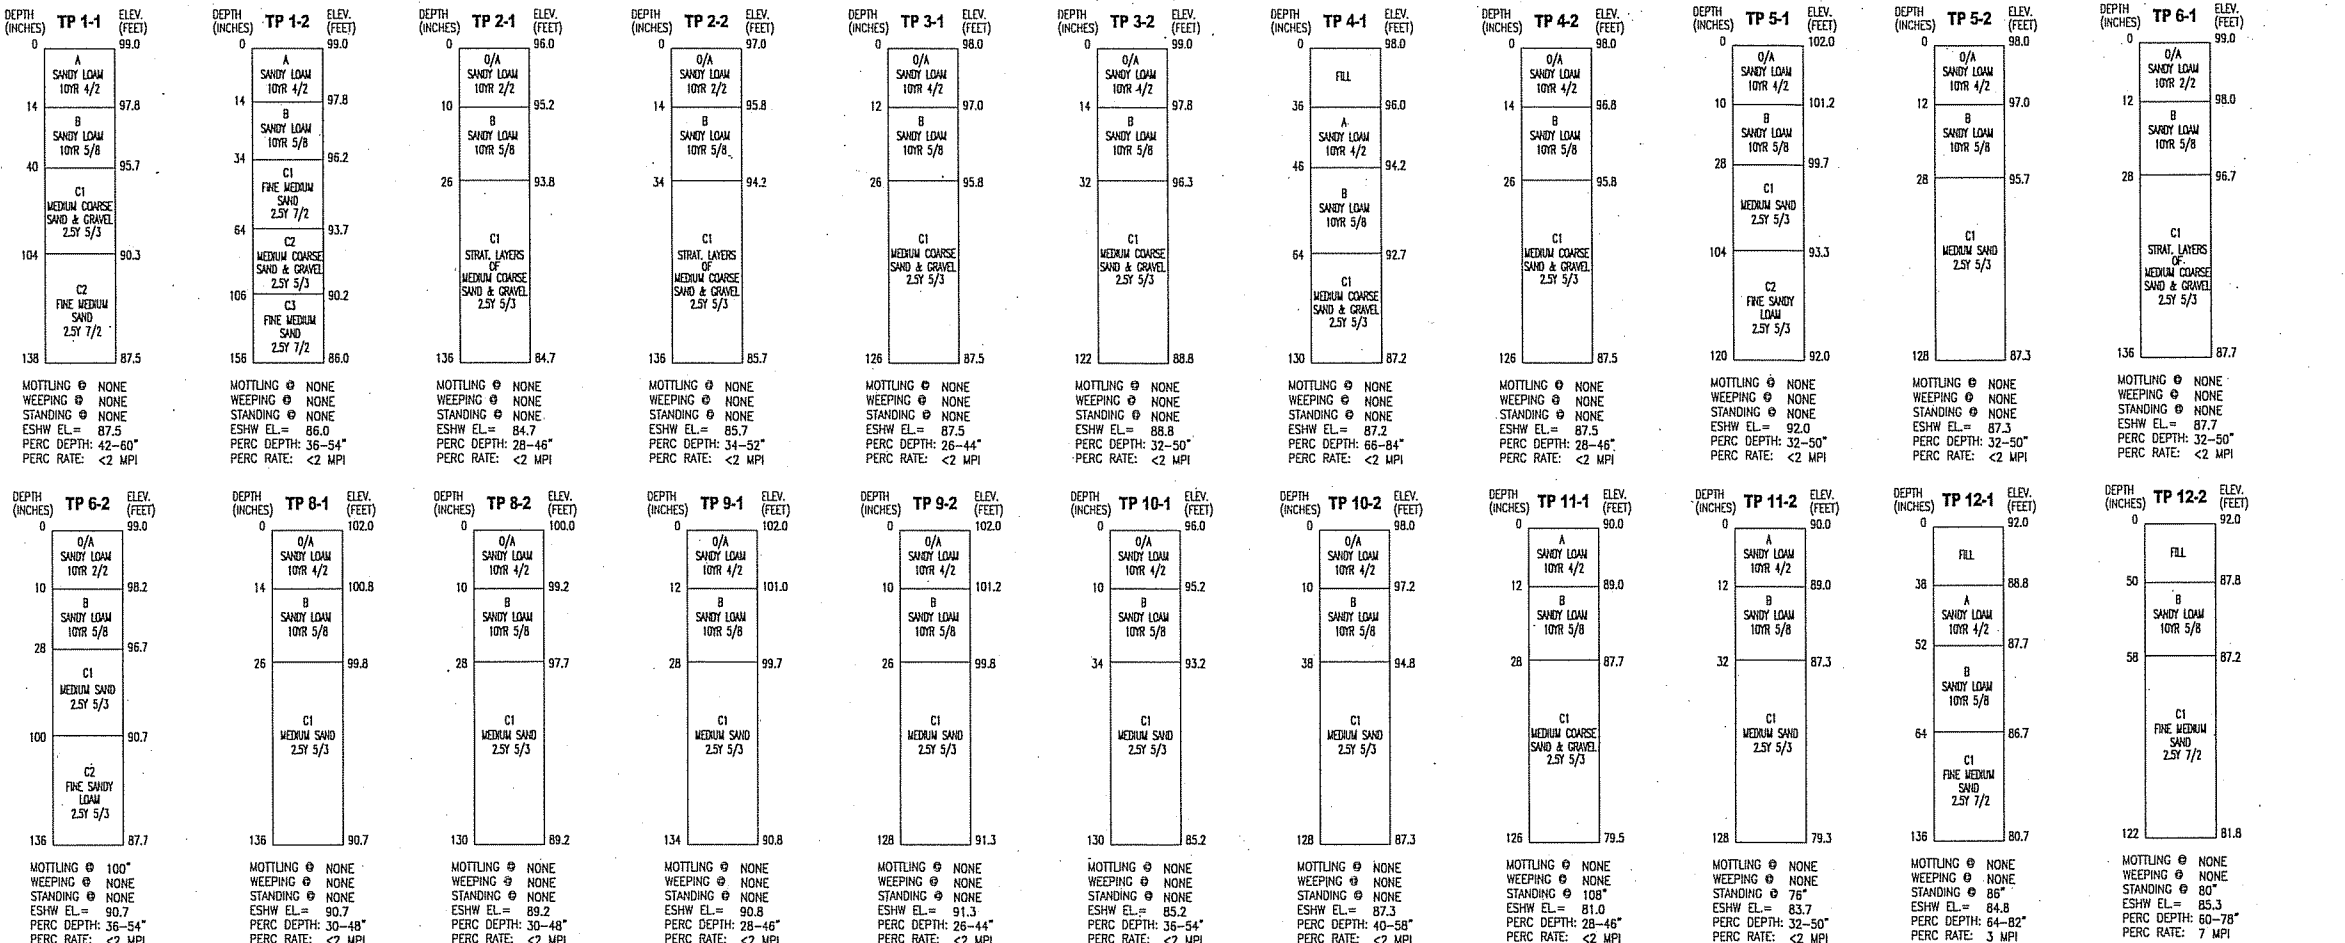 DEPTH (INCHES) TP 1-1 ELEV. (FEET)
0 99.0
A
SANDY LOAM
10YR 4/2
14 97.8
B
SANDY LOAM
10YR 5/8
40 95.7
C1
MEDIUM COARSE
SAND & GRAVEL
2.5Y 5/3
104 90.3
C2
FINE MEDIUM
SAND
2.5Y 7/2
138 87.5
MOTTLING @ NONE
WEEPING @ NONE
STANDING @ NONE
ESHW EL.= 87.5
PERC DEPTH: 42-60"
PERC RATE: <2 MPI
DEPTH (INCHES) TP 1-2 ELEV. (FEET)
0 99.0
A
SANDY LOAM
10YR 4/2
14 97.8
B
SANDY LOAM
10YR 5/8
34 96.2
C1
FINE MEDIUM
SAND
2.5Y 7/2
64 93.7
C2
MEDIUM COARSE
SAND & GRAVEL
2.5Y 5/3
106 90.2
C3
FINE MEDIUM
SAND
2.5Y 7/2
156 86.0
MOTTLING @ NONE
WEEPING @ NONE
STANDING @ NONE
ESHW EL.= 86.0
PERC DEPTH: 36-54"
PERC RATE: <2 MPI
DEPTH (INCHES) TP 2-1 ELEV. (FEET)
0 96.0
O/A
SANDY LOAM
10YR 2/2
10 95.2
B
SANDY LOAM
10YR 5/8
26 93.8
C1
STRAT. LAYERS
OF
MEDIUM COARSE
SAND & GRAVEL
2.5Y 5/3
136 84.7
MOTTLING @ NONE
WEEPING @ NONE
STANDING @ NONE
ESHW EL.= 84.7
PERC DEPTH: 28-46"
PERC RATE: <2 MPI
DEPTH (INCHES) TP 2-2 ELEV. (FEET)
0 97.0
O/A
SANDY LOAM
10YR 2/2
14 95.8
B
SANDY LOAM
10YR 5/8
34 94.2
C1
STRAT. LAYERS
OF
MEDIUM COARSE
SAND & GRAVEL
2.5Y 5/3
136 85.7
MOTTLING @ NONE
WEEPING @ NONE
STANDING @ NONE
ESHW EL.= 85.7
PERC DEPTH: 34-52"
PERC RATE: <2 MPI
DEPTH (INCHES) TP 3-1 ELEV. (FEET)
0 98.0
O/A
SANDY LOAM
10YR 4/2
12 97.0
B
SANDY LOAM
10YR 5/8
26 95.8
C1
MEDIUM COARSE
SAND & GRAVEL
2.5Y 5/3
126 87.5
MOTTLING @ NONE
WEEPING @ NONE
STANDING @ NONE
ESHW EL.= 87.5
PERC DEPTH: 26-44"
PERC RATE: <2 MPI
DEPTH (INCHES) TP 3-2 ELEV. (FEET)
0 99.0
O/A
SANDY LOAM
10YR 4/2
14 97.8
B
SANDY LOAM
10YR 5/8
32 96.3
C1
MEDIUM COARSE
SAND & GRAVEL
2.5Y 5/3
122 88.8
MOTTLING @ NONE
WEEPING @ NONE
STANDING @ NONE
ESHW EL.= 88.8
PERC DEPTH: 32-50"
PERC RATE: <2 MPI
DEPTH (INCHES) TP 4-1 ELEV. (FEET)
0 98.0
FILL
36 96.0
A
SANDY LOAM
10YR 4/2
46 94.2
B
SANDY LOAM
10YR 5/8
64 92.7
C1
MEDIUM COARSE
SAND & GRAVEL
2.5Y 5/3
130 87.2
MOTTLING @ NONE
WEEPING @ NONE
STANDING @ NONE
ESHW EL.= 87.2
PERC DEPTH: 66-84"
PERC RATE: <2 MPI
DEPTH (INCHES) TP 4-2 ELEV. (FEET)
0 98.0
O/A
SANDY LOAM
10YR 4/2
14 96.8
B
SANDY LOAM
10YR 5/8
26 95.8
C1
MEDIUM COARSE
SAND & GRAVEL
2.5Y 5/3
126 87.5
MOTTLING @ NONE
WEEPING @ NONE
STANDING @ NONE
ESHW EL.= 87.5
PERC DEPTH: 28-46"
PERC RATE: <2 MPI
DEPTH (INCHES) TP 5-1 ELEV. (FEET)
0 102.0
O/A
SANDY LOAM
10YR 4/2
10 101.2
B
SANDY LOAM
10YR 5/8
28 99.7
C1
MEDIUM SAND
2.5Y 5/3
104 93.3
C2
FINE SANDY
LOAM
2.5Y 5/3
120 92.0
MOTTLING @ NONE
WEEPING @ NONE
STANDING @ NONE
ESHW EL.= 92.0
PERC DEPTH: 32-50"
PERC RATE: <2 MPI
DEPTH (INCHES) TP 5-2 ELEV. (FEET)
0 98.0
O/A
SANDY LOAM
10YR 4/2
12 97.0
B
SANDY LOAM
10YR 5/8
28 95.7
C1
MEDIUM SAND
2.5Y 5/3
128 87.3
MOTTLING @ NONE
WEEPING @ NONE
STANDING @ NONE
ESHW EL.= 87.3
PERC DEPTH: 32-50"
PERC RATE: <2 MPI
DEPTH (INCHES) TP 6-1 ELEV. (FEET)
0 99.0
O/A
SANDY LOAM
10YR 2/2
12 98.0
B
SANDY LOAM
10YR 5/8
28 96.7
C1
STRAT. LAYERS
OF
MEDIUM COARSE
SAND & GRAVEL
2.5Y 5/3
136 87.7
MOTTLING @ NONE
WEEPING @ NONE
STANDING @ NONE
ESHW EL.= 87.7
PERC DEPTH: 32-50"
PERC RATE: <2 MPI
DEPTH (INCHES) TP 6-2 ELEV. (FEET)
0 99.0
O/A
SANDY LOAM
10YR 2/2
10 98.2
B
SANDY LOAM
10YR 5/8
28 96.7
C1
MEDIUM SAND
2.5Y 5/3
100 90.7
C2
FINE SANDY
LOAM
2.5Y 5/3
136 87.7
MOTTLING @ 100"
WEEPING @ NONE
STANDING @ NONE
ESHW EL.= 90.7
PERC DEPTH: 36-54"
PERC RATE: <2 MPI
DEPTH (INCHES) TP 8-1 ELEV. (FEET)
0 102.0
O/A
SANDY LOAM
10YR 4/2
14 100.8
B
SANDY LOAM
10YR 5/8
26 99.8
C1
MEDIUM SAND
2.5Y 5/3
136 90.7
MOTTLING @ NONE
WEEPING @ NONE
STANDING @ NONE
ESHW EL.= 90.7
PERC DEPTH: 30-48"
PERC RATE: <2 MPI
DEPTH (INCHES) TP 8-2 ELEV. (FEET)
0 100.0
O/A
SANDY LOAM
10YR 4/2
10 99.2
B
SANDY LOAM
10YR 5/8
28 97.7
C1
MEDIUM SAND
2.5Y 5/3
130 89.2
MOTTLING @ NONE
WEEPING @ NONE
STANDING @ NONE
ESHW EL.= 89.2
PERC DEPTH: 30-48"
PERC RATE: <2 MPI
DEPTH (INCHES) TP 9-1 ELEV. (FEET)
0 102.0
O/A
SANDY LOAM
10YR 4/2
12 101.0
B
SANDY LOAM
10YR 5/8
28 99.7
C1
MEDIUM SAND
2.5Y 5/3
134 90.8
MOTTLING @ NONE
WEEPING @ NONE
STANDING @ NONE
ESHW EL.= 90.8
PERC DEPTH: 28-46"
PERC RATE: <2 MPI
DEPTH (INCHES) TP 9-2 ELEV. (FEET)
0 102.0
O/A
SANDY LOAM
10YR 4/2
10 101.2
B
SANDY LOAM
10YR 5/8
26 99.8
C1
MEDIUM SAND
2.5Y 5/3
128 91.3
MOTTLING @ NONE
WEEPING @ NONE
STANDING @ NONE
ESHW EL.= 91.3
PERC DEPTH: 26-44"
PERC RATE: <2 MPI
DEPTH (INCHES) TP 10-1 ELEV. (FEET)
0 96.0
O/A
SANDY LOAM
10YR 4/2
10 95.2
B
SANDY LOAM
10YR 5/8
34 93.2
C1
MEDIUM SAND
2.5Y 5/3
130 85.2
MOTTLING @ NONE
WEEPING @ NONE
STANDING @ NONE
ESHW EL.= 85.2
PERC DEPTH: 36-54"
PERC RATE: <2 MPI
DEPTH (INCHES) TP 10-2 ELEV. (FEET)
0 98.0
O/A
SANDY LOAM
10YR 4/2
10 97.2
B
SANDY LOAM
10YR 5/8
38 94.8
C1
MEDIUM SAND
2.5Y 5/3
128 87.3
MOTTLING @ NONE
WEEPING @ NONE
STANDING @ NONE
ESHW EL.= 87.3
PERC DEPTH: 40-58"
PERC RATE: <2 MPI
DEPTH (INCHES) TP 11-1 ELEV. (FEET)
0 90.0
A
SANDY LOAM
10YR 4/2
12 89.0
B
SANDY LOAM
10YR 5/8
28 87.7
C1
MEDIUM COARSE
SAND & GRAVEL
2.5Y 5/3
126 79.5
MOTTLING @ NONE
WEEPING @ NONE
STANDING @ 108"
ESHW EL.= 81.0
PERC DEPTH: 28-46"
PERC RATE: <2 MPI
DEPTH (INCHES) TP 11-2 ELEV. (FEET)
0 90.0
A
SANDY LOAM
10YR 4/2
12 89.0
B
SANDY LOAM
10YR 5/8
32 87.3
C1
MEDIUM SAND
2.5Y 5/3
128 79.3
MOTTLING @ NONE
WEEPING @ NONE
STANDING @ 76"
ESHW EL.= 83.7
PERC DEPTH: 32-50"
PERC RATE: <2 MPI
DEPTH (INCHES) TP 12-1 ELEV. (FEET)
0 92.0
FILL
38 88.8
A
SANDY LOAM
10YR 4/2
52 87.7
B
SANDY LOAM
10YR 5/8
64 86.7
C1
FINE MEDIUM
SAND
2.5Y 7/2
136 80.7
MOTTLING @ NONE
WEEPING @ NONE
STANDING @ 86"
ESHW EL.= 84.8
PERC DEPTH: 64-82"
PERC RATE: 3 MPI
DEPTH (INCHES) TP 12-2 ELEV. (FEET)
0 92.0
FILL
50 87.8
B
SANDY LOAM
10YR 5/8
58 87.2
C1
FINE MEDIUM
SAND
2.5Y 7/2
122 81.8
MOTTLING @ NONE
WEEPING @ NONE
STANDING @ 80"
ESHW EL.= 85.3
PERC DEPTH: 60-78"
PERC RATE: 7 MPI